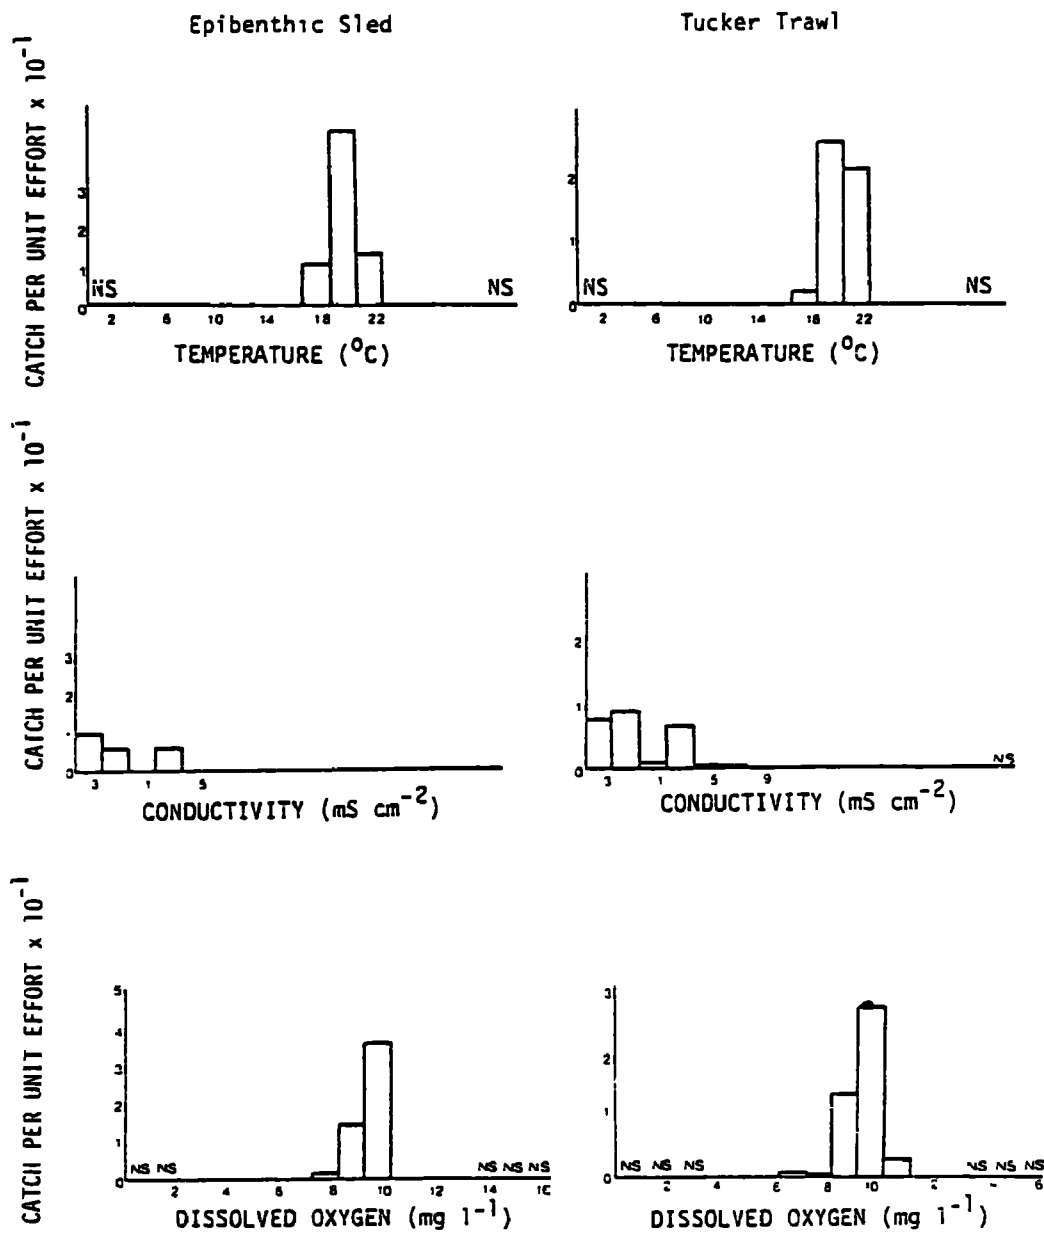 Epibenthic Sled
Tucker Trawl
CATCH PER UNIT EFFORT x 10-1
3
2
1
0
NS NS
2 6 10 14 18 22
TEMPERATURE (°C)
2
1
0
NS NS
2 6 10 14 18 22
TEMPERATURE (°C)
CATCH PER UNIT EFFORT x 10-1
3
2
0
3 1 5
CONDUCTIVITY (mS cm-2)
2
1
0
NS
3 1 5 9
CONDUCTIVITY (mS cm-2)
CATCH PER UNIT EFFORT x 10-1
5
4
3
2
1
0
NS NS NS NS NS
2 4 6 8 10 12 14
DISSOLVED OXYGEN (mg l-1)
3
2
1
0
NS NS NS NS NS NS
2 4 6 8 10 6
DISSOLVED OXYGEN (mg l-1)